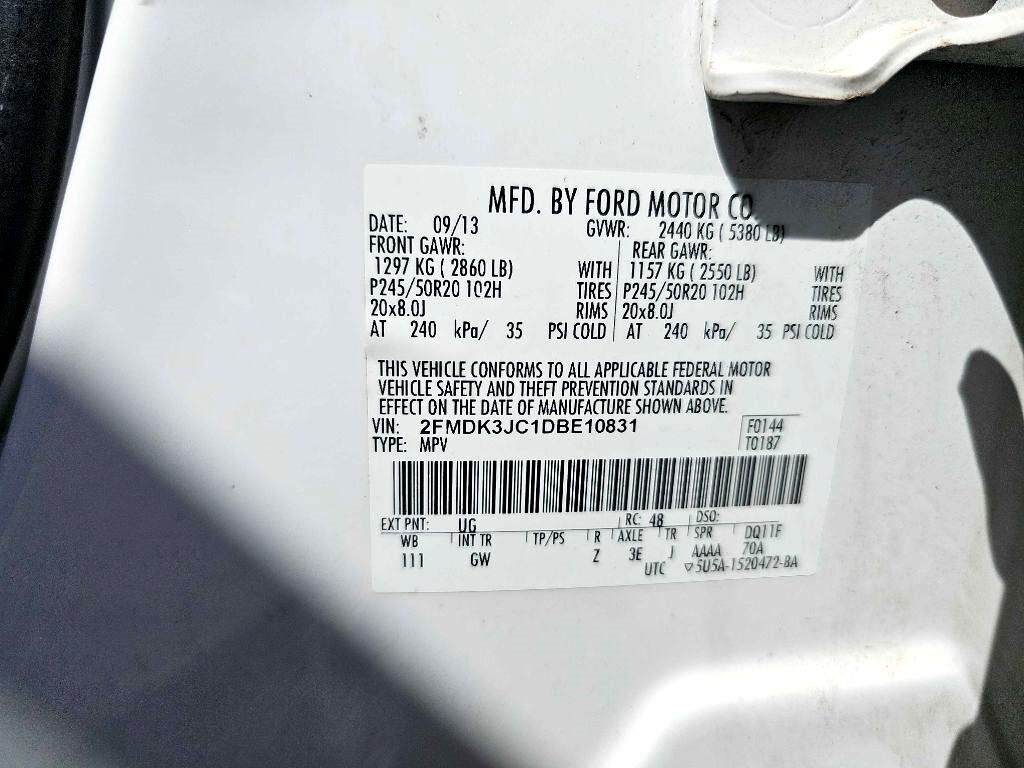 MFD. BY FORD MOTOR CO.
DATE: 09/13 GVWR: 2440 KG ( 5380 LB)
FRONT GAWR: REAR GAWR:
1297 KG ( 2860 LB) WITH 1157 KG ( 2550 LB) WITH
P245/50R20 102H TIRES P245/50R20 102H TIRES
20x8.0J RIMS 20x8.0J RIMS
AT 240 kPa/ 35 PSI COLD AT 240 kPa/ 35 PSI COLD
THIS VEHICLE CONFORMS TO ALL APPLICABLE FEDERAL MOTOR
VEHICLE SAFETY AND THEFT PREVENTION STANDARDS IN
EFFECT ON THE DATE OF MANUFACTURE SHOWN ABOVE.
VIN: 2FMDK3JC1DBE10831 F0144
TYPE: MPV T0187
EXT PNT: UG RC: 48 DSO:
WB INT TR TP/PS R AXLE TR SPR DQ11F
111 GW Z 3E J AAAA 70A
UTC ▽5U5A-1520472-BA